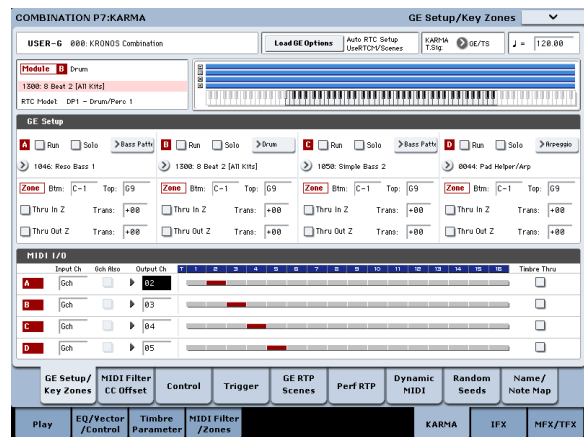 COMBINATION P7:KARMA GE Setup/Key Zones
USER-G 000: KRONOS Combination Load GE Options Auto RTC Setup UserRTCM/Scenes KARMA T.Sig: GE/TS ♩= 120.00
Module B Drum
1300: 8 Beat 2 [All Kits]
RTC Model: DP1 - Drum/Perc 1
A B C D
GE Setup
A Run Solo Bass Patte B Run Solo Drum C Run Solo Bass Patte D Run Solo Arpeggio
1046: Reso Bass 1 1300: 8 Beat 2 [All Kits] 1050: Simple Bass 2 0044: Pad Helper/Arp
Zone Btm: C-1 Top: G9 Zone Btm: C-1 Top: G9 Zone Btm: C-1 Top: G9 Zone Btm: C-1 Top: G9
Thru In Z Trans: +00 Thru In Z Trans: +00 Thru In Z Trans: +00 Thru In Z Trans: +00
Thru Out Z Trans: +00 Thru Out Z Trans: +00 Thru Out Z Trans: +00 Thru Out Z Trans: +00
MIDI I/O
Input Ch Gch Also Output Ch T 1 2 3 4 5 6 7 8 9 10 11 12 13 14 15 16 Timbre Thru
A Gch 02
B Gch 03
C Gch 04
D Gch 05
GE Setup/ Key Zones MIDI Filter CC Offset Control Trigger GE RTP Scenes Perf RTP Dynamic MIDI Random Seeds Name/ Note Map
Play EQ/Vector /Control Timbre Parameter MIDI Filter /Zones KARMA IFX MFX/TFX